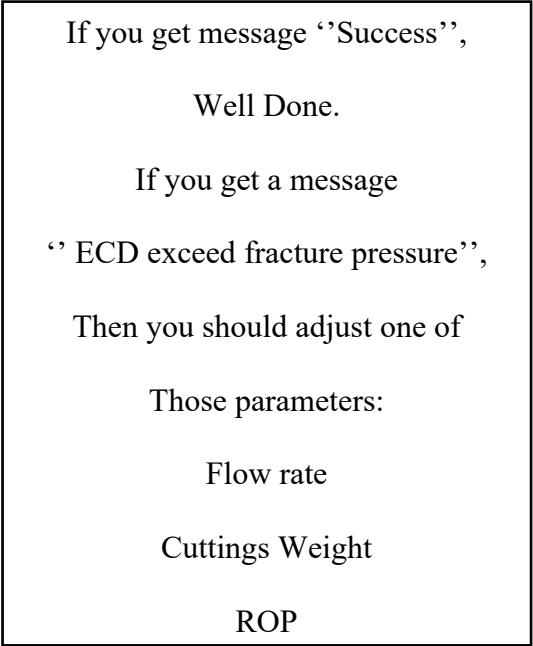 If you get message ‘’Success’’,
Well Done.
If you get a message
‘’ ECD exceed fracture pressure’’,
Then you should adjust one of
Those parameters:
Flow rate
Cuttings Weight
ROP